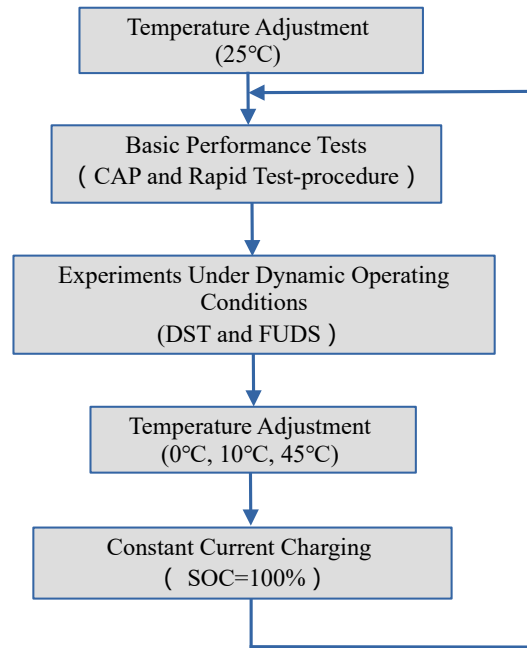 Temperature Adjustment
(25℃)
Basic Performance Tests
( CAP and Rapid Test-procedure )
Experiments Under Dynamic Operating
Conditions
(DST and FUDS )
Temperature Adjustment
(0℃, 10℃, 45℃)
Constant Current Charging
( SOC=100% )